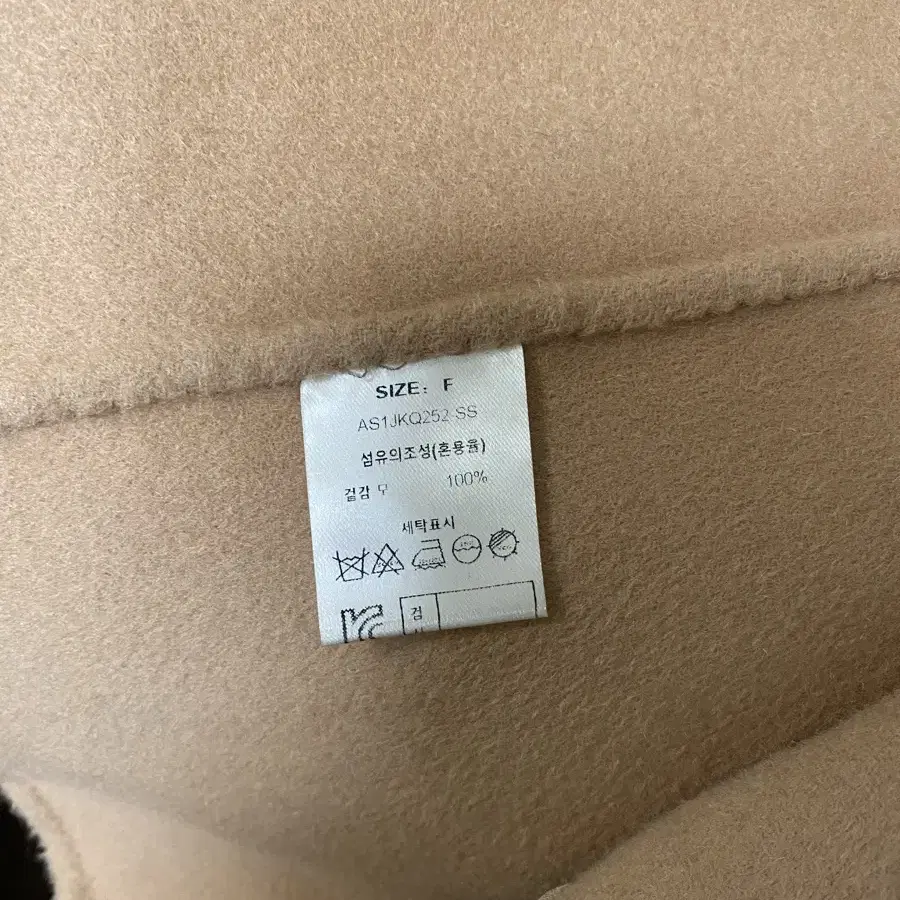 SIZE: F
AS1JKQ252-SS
섬유의조성(혼용율)
겉감 모 100%
세탁표시
검